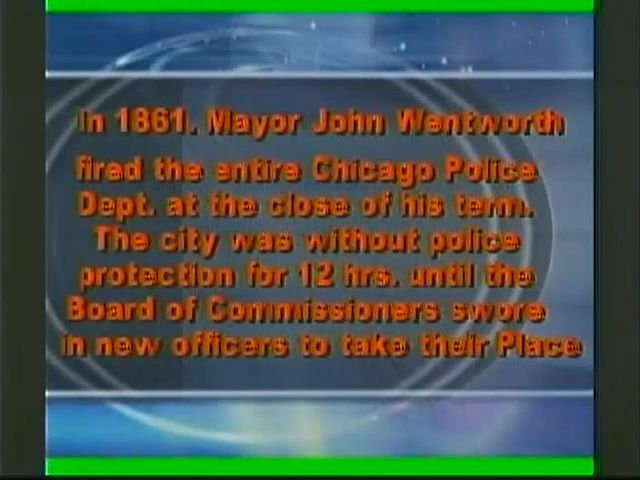 In 1861. Mayor John Wentworth
fired the entire Chicago Police
Dept. at the close of his term.
The city was without police
protection for 12 hrs. until the
Board of Commissioners swore
in new officers to take their Place